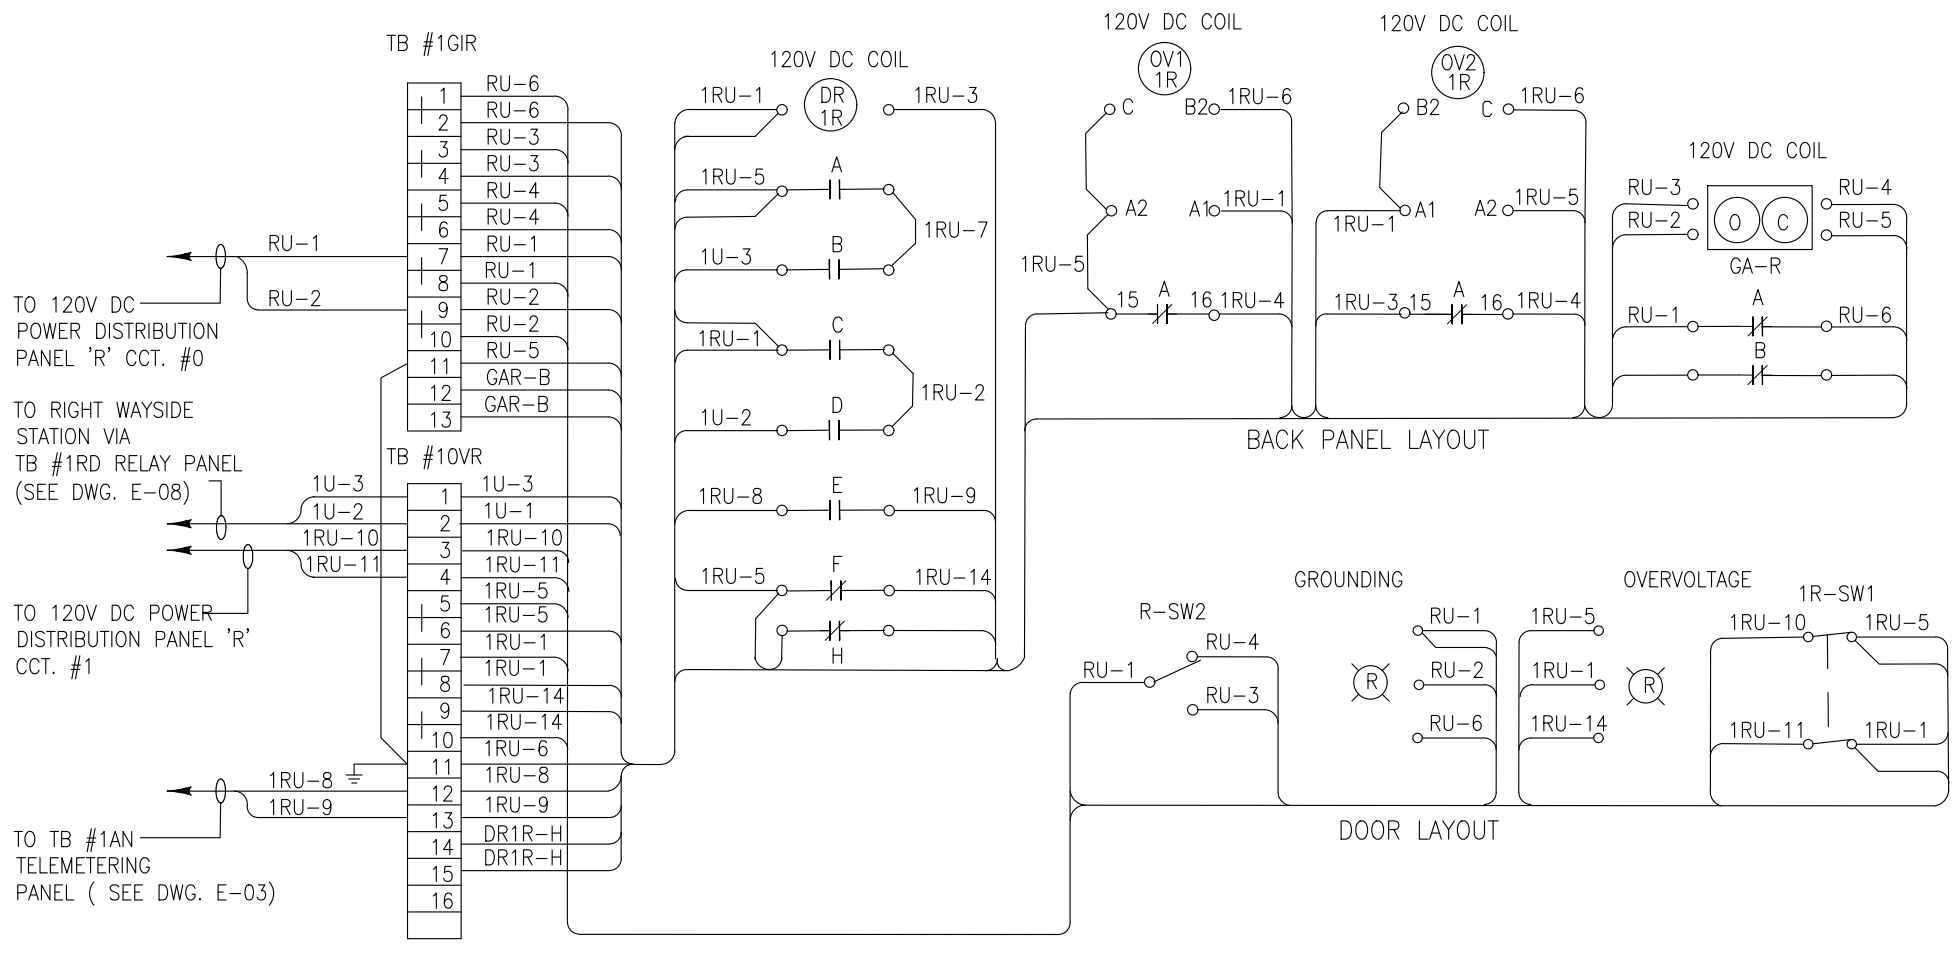 TB #1GIR
1
2
3
4
5
6
7
8
9
10
11
12
13
RU-6
RU-6
RU-3
RU-3
RU-4
RU-4
RU-1
RU-1
RU-2
RU-2
RU-5
GAR-B
GAR-B
RU-1
RU-2
TO 120V DC
POWER DISTRIBUTION
PANEL 'R' CCT. #0
TO RIGHT WAYSIDE
STATION VIA
TB #1RD RELAY PANEL
(SEE DWG. E-08)
TB #10VR
1
2
3
4
5
6
7
8
9
10
11
12
13
14
15
16
1U-3
1U-2
1RU-10
1RU-11
1U-3
1U-1
1RU-10
1RU-11
1RU-5
1RU-5
1RU-1
1RU-1
1RU-14
1RU-14
1RU-6
1RU-8
1RU-9
DR1R-H
DR1R-H
TO 120V DC POWER
DISTRIBUTION PANEL 'R'
CCT. #1
1RU-8
1RU-9
TO TB #1AN
TELEMETERING
PANEL ( SEE DWG. E-03)
120V DC COIL
DR
1R
1RU-1
1RU-3
A
1RU-5
1RU-7
B
1U-3
C
1RU-1
1RU-2
D
1U-2
E
1RU-8
1RU-9
F
1RU-5
1RU-14
H
120V DC COIL
OV1
1R
C
B2
1RU-6
A2
A1
1RU-1
1RU-5
15
A
16
1RU-4
120V DC COIL
OV2
1R
B2
C
1RU-6
1RU-1
A1
A2
1RU-5
1RU-3
15
A
16
1RU-4
120V DC COIL
RU-3
RU-4
RU-2
RU-5
O
C
GA-R
A
RU-1
RU-6
B
BACK PANEL LAYOUT
R-SW2
RU-1
RU-4
RU-3
GROUNDING
RU-1
R
RU-2
RU-6
OVERVOLTAGE
1RU-5
1RU-1
R
1RU-14
1R-SW1
1RU-10
1RU-5
1RU-11
1RU-1
DOOR LAYOUT